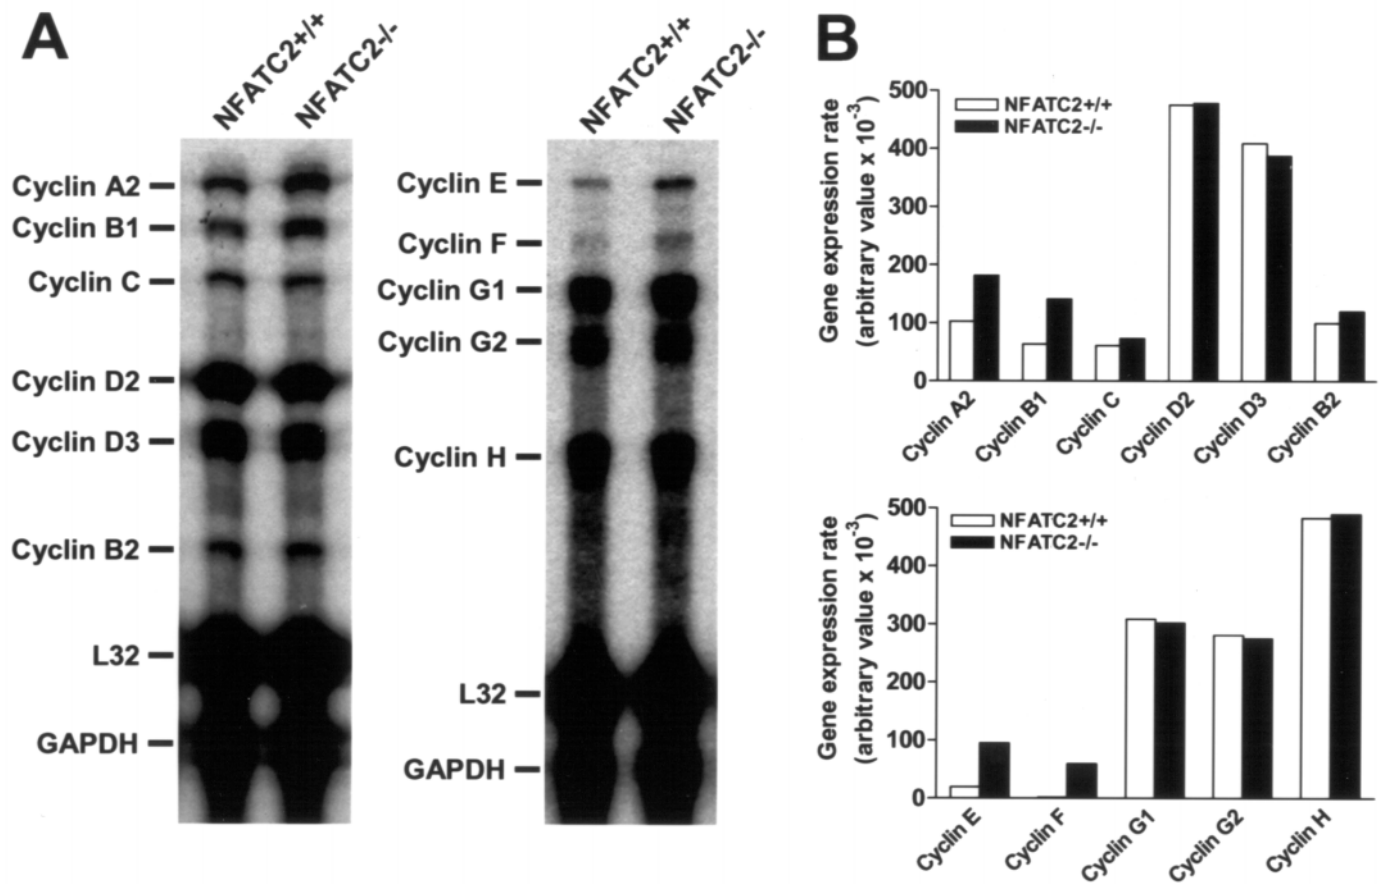 A
NFATC2+/+
NFATC2-/-
Cyclin A2
Cyclin B1
Cyclin C
Cyclin D2
Cyclin D3
Cyclin B2
L32
GAPDH
NFATC2+/+
NFATC2-/-
Cyclin E
Cyclin F
Cyclin G1
Cyclin G2
Cyclin H
L32
GAPDH
B
Gene expression rate
(arbitrary value x 10-3)
500
400
300
200
100
0
NFATC2+/+
NFATC2-/-
Cyclin A2
Cyclin B1
Cyclin C
Cyclin D2
Cyclin D3
Cyclin B2
Gene expression rate
(arbitrary value x 10-3)
500
400
300
200
100
0
NFATC2+/+
NFATC2-/-
Cyclin E
Cyclin F
Cyclin G1
Cyclin G2
Cyclin H